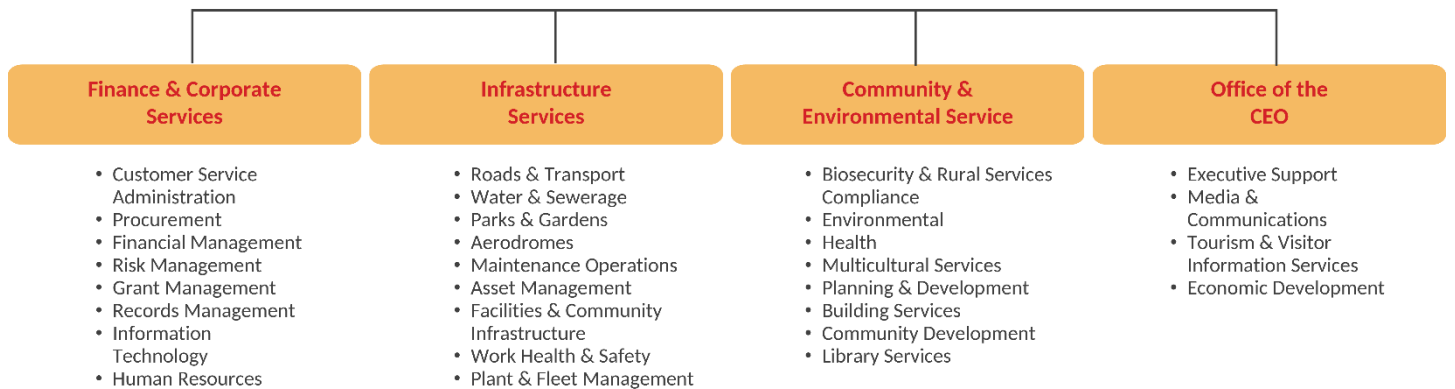 Finance & Corporate
Services
• Customer Service
Administration
• Procurement
• Financial Management
• Risk Management
• Grant Management
• Records Management
• Information
Technology
• Human Resources
Infrastructure
Services
• Roads & Transport
• Water & Sewerage
• Parks & Gardens
• Aerodromes
• Maintenance Operations
• Asset Management
• Facilities & Community
Infrastructure
• Work Health & Safety
• Plant & Fleet Management
Community &
Environmental Service
• Biosecurity & Rural Services
Compliance
• Environmental
• Health
• Multicultural Services
• Planning & Development
• Building Services
• Community Development
• Library Services
Office of the
CEO
• Executive Support
• Media &
Communications
• Tourism & Visitor
Information Services
• Economic Development